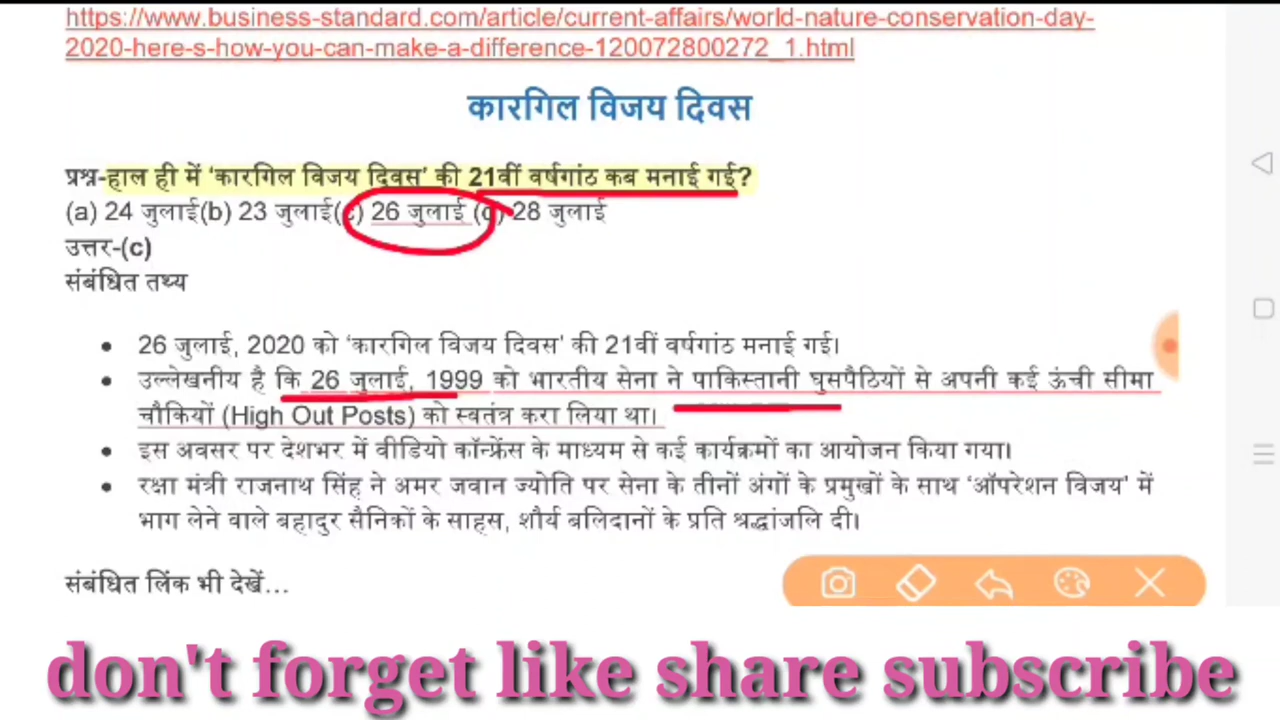 https://www.business-standard.com/article/current-affairs/world-nature-conservation-day-
2020-here-s-how-you-can-make-a-difference-120072800272_1.html
कारगिल विजय दिवस
प्रश्न-हाल ही में ‘कारगिल विजय दिवस’ की 21वीं वर्षगांठ कब मनाई गई?
(a) 24 जुलाई(b) 23 जुलाई(c) 26 जुलाई (d) 28 जुलाई
उत्तर-(c)
संबंधित तथ्य
• 26 जुलाई, 2020 को ‘कारगिल विजय दिवस’ की 21वीं वर्षगांठ मनाई गई।
• उल्लेखनीय है कि 26 जुलाई, 1999 को भारतीय सेना ने पाकिस्तानी घुसपैठियों से अपनी कई ऊंची सीमा
चौकियों (High Out Posts) को स्वतंत्र करा लिया था।
• इस अवसर पर देशभर में वीडियो कॉन्फ्रेंस के माध्यम से कई कार्यक्रमों का आयोजन किया गया।
• रक्षा मंत्री राजनाथ सिंह ने अमर जवान ज्योति पर सेना के तीनों अंगों के प्रमुखों के साथ ‘ऑपरेशन विजय’ में
भाग लेने वाले बहादुर सैनिकों के साहस, शौर्य बलिदानों के प्रति श्रद्धांजलि दी।
संबंधित लिंक भी देखें…
don't forget like share subscribe